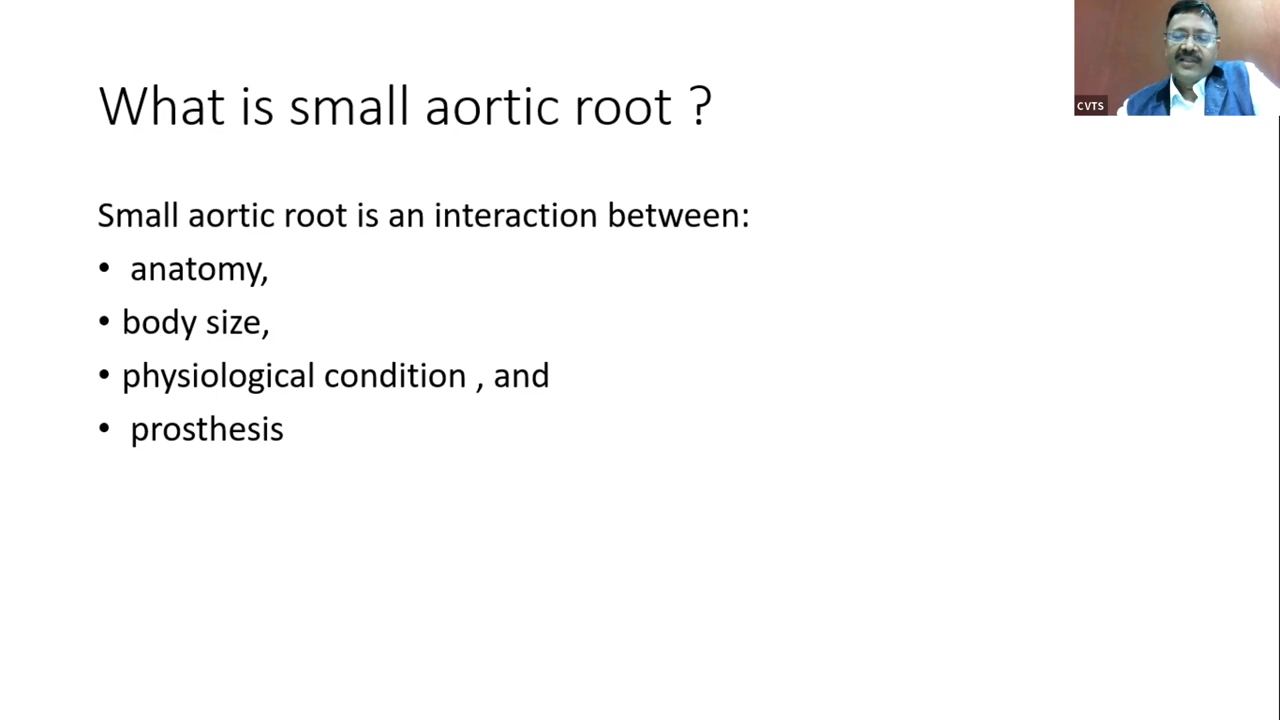 What is small aortic root ?
CVTS
Small aortic root is an interaction between:
• anatomy,
• body size,
• physiological condition , and
• prosthesis